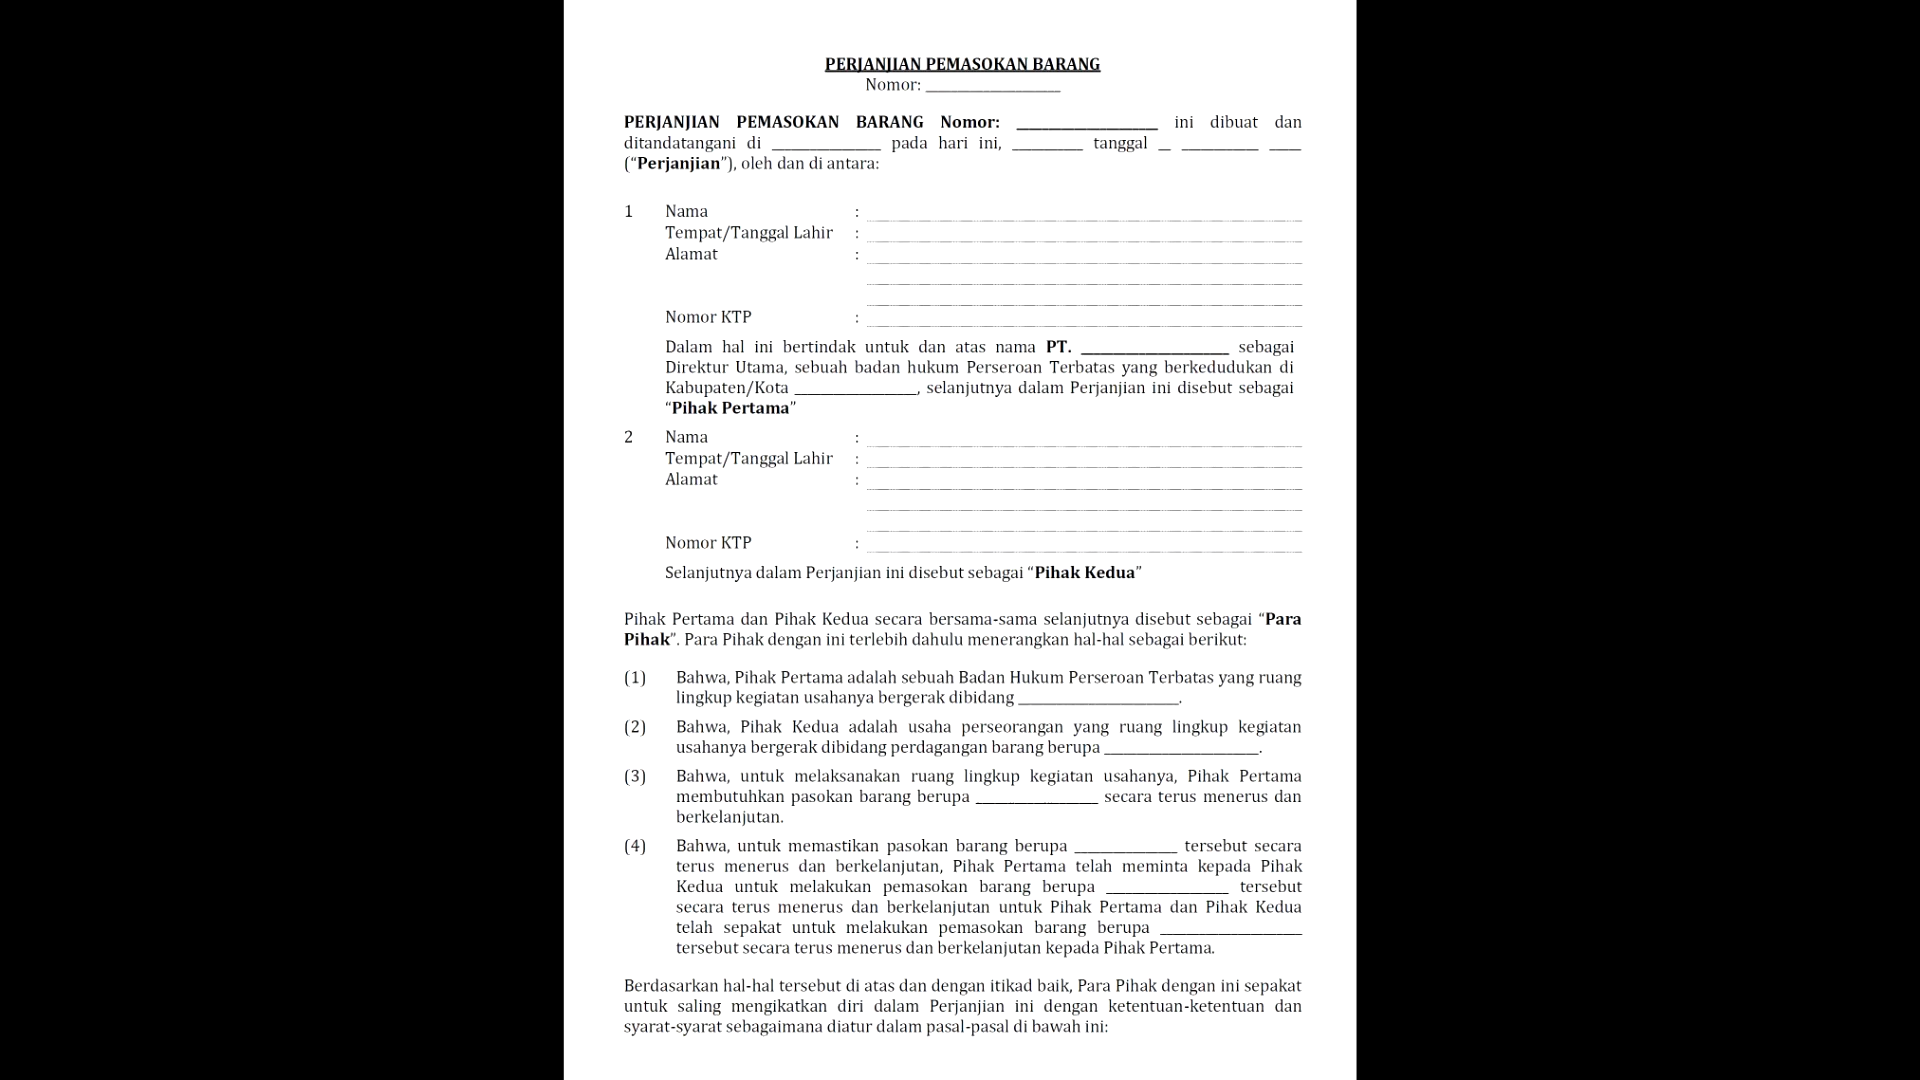 PERJANJIAN PEMASOKAN BARANG
Nomor: ____________________
PERJANJIAN PEMASOKAN BARANG Nomor: ____________________ ini dibuat dan
ditandatangani di ________________ pada hari ini, __________ tanggal __ ___________ _____
(“Perjanjian”), oleh dan di antara:
1 Nama :
Tempat/Tanggal Lahir :
Alamat :
Nomor KTP :
Dalam hal ini bertindak untuk dan atas nama PT. _____________________ sebagai
Direktur Utama, sebuah badan hukum Perseroan Terbatas yang berkedudukan di
Kabupaten/Kota __________________, selanjutnya dalam Perjanjian ini disebut sebagai
“Pihak Pertama”
2 Nama :
Tempat/Tanggal Lahir :
Alamat :
Nomor KTP :
Selanjutnya dalam Perjanjian ini disebut sebagai “Pihak Kedua”
Pihak Pertama dan Pihak Kedua secara bersama-sama selanjutnya disebut sebagai “Para
Pihak”. Para Pihak dengan ini terlebih dahulu menerangkan hal-hal sebagai berikut:
(1) Bahwa, Pihak Pertama adalah sebuah Badan Hukum Perseroan Terbatas yang ruang
lingkup kegiatan usahanya bergerak dibidang ________________________.
(2) Bahwa, Pihak Kedua adalah usaha perseorangan yang ruang lingkup kegiatan
usahanya bergerak dibidang perdagangan barang berupa _______________________.
(3) Bahwa, untuk melaksanakan ruang lingkup kegiatan usahanya, Pihak Pertama
membutuhkan pasokan barang berupa __________________ secara terus menerus dan
berkelanjutan.
(4) Bahwa, untuk memastikan pasokan barang berupa _______________ tersebut secara
terus menerus dan berkelanjutan, Pihak Pertama telah meminta kepada Pihak
Kedua untuk melakukan pemasokan barang berupa __________________ tersebut
secara terus menerus dan berkelanjutan untuk Pihak Pertama dan Pihak Kedua
telah sepakat untuk melakukan pemasokan barang berupa _____________________
tersebut secara terus menerus dan berkelanjutan kepada Pihak Pertama.
Berdasarkan hal-hal tersebut di atas dan dengan itikad baik, Para Pihak dengan ini sepakat
untuk saling mengikatkan diri dalam Perjanjian ini dengan ketentuan-ketentuan dan
syarat-syarat sebagaimana diatur dalam pasal-pasal di bawah ini: